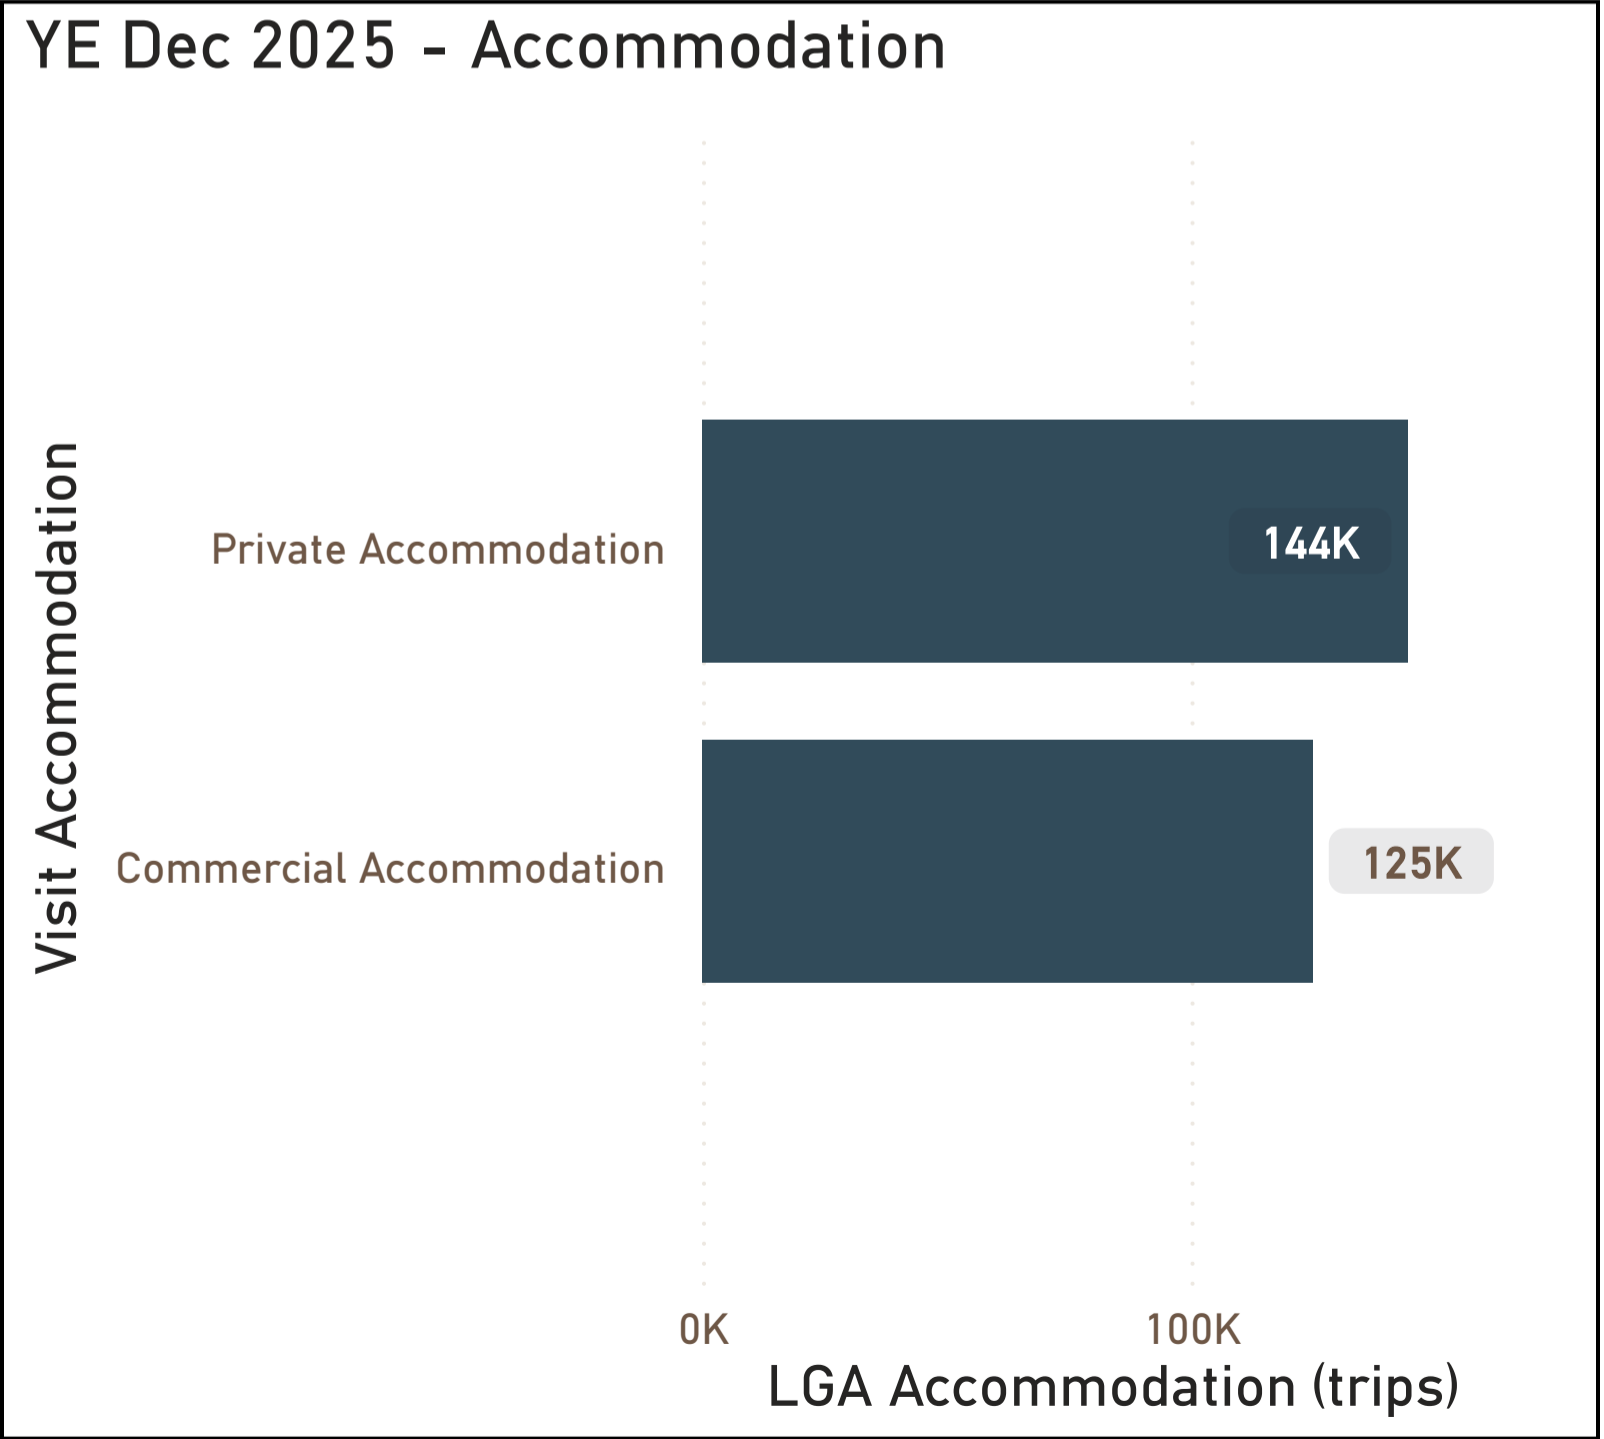 YE Dec 2025 - Accommodation
Visit Accommodation
Private Accommodation
144K
Commercial Accommodation
125K
0K
100K
LGA Accommodation (trips)